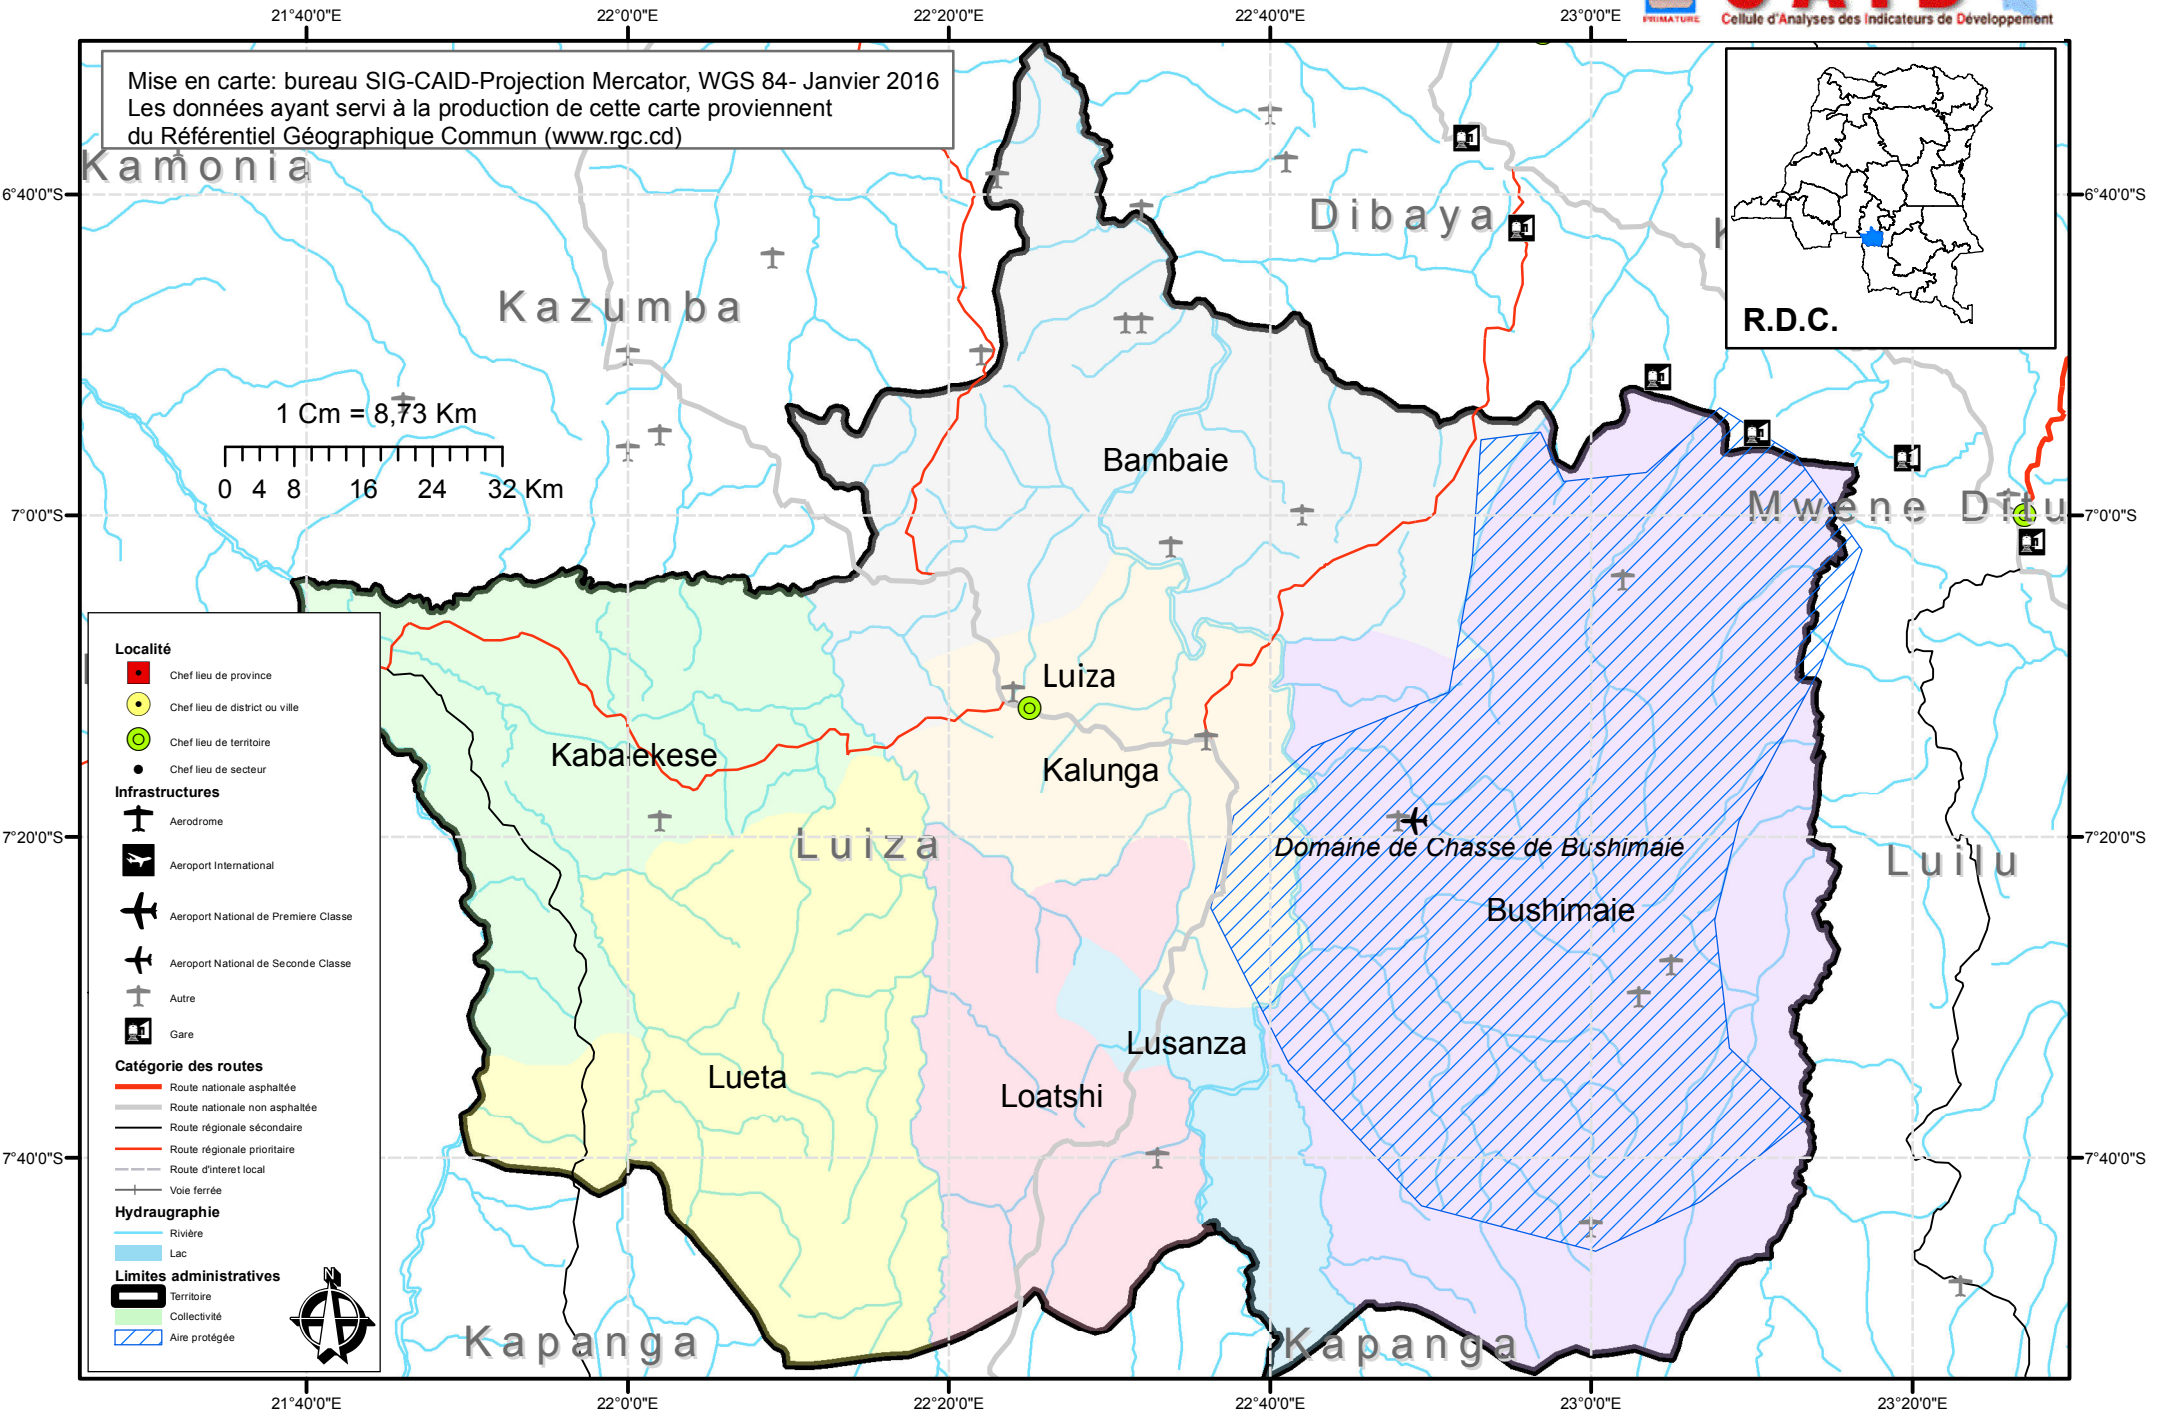 21°40'0"E 22°0'0"E 22°20'0"E 22°40'0"E 23°0'0"E
PRIMATURE
Cellule d'Analyses des Indicateurs de Développement
Mise en carte: bureau SIG-CAID-Projection Mercator, WGS 84- Janvier 2016
Les données ayant servi à la production de cette carte proviennent
du Référentiel Géographique Commun (www.rgc.cd)
R.D.C.
Kamonia
6°40'0"S 6°40'0"S
Dibaya
Kazumba
1 Cm = 8,73 Km
0 4 8 16 24 32 Km
Bambaie
Mwene Ditu
7°0'0"S 7°0'0"S
Luiza
Kaba-ekese
Kalunga
Luiza
7°20'0"S 7°20'0"S
Domaine de Chasse de Bushimaie
Luilu
Bushimaie
Lusanza
Lueta
Loatshi
7°40'0"S 7°40'0"S
Kapanga
Kapanga
Localité
Chef lieu de province
Chef lieu de district ou ville
Chef lieu de territoire
Chef lieu de secteur
Infrastructures
Aerodrome
Aeroport International
Aeroport National de Premiere Classe
Aeroport National de Seconde Classe
Autre
Gare
Catégorie des routes
Route nationale asphaltée
Route nationale non asphaltée
Route régionale sécondaire
Route régionale prioritaire
Route d'interet local
Voie ferrée
Hydraugraphie
Rivière
Lac
Limites administratives
Territoire
Collectivité
Aire protégée
N
21°40'0"E 22°0'0"E 22°20'0"E 22°40'0"E 23°0'0"E 23°20'0"E